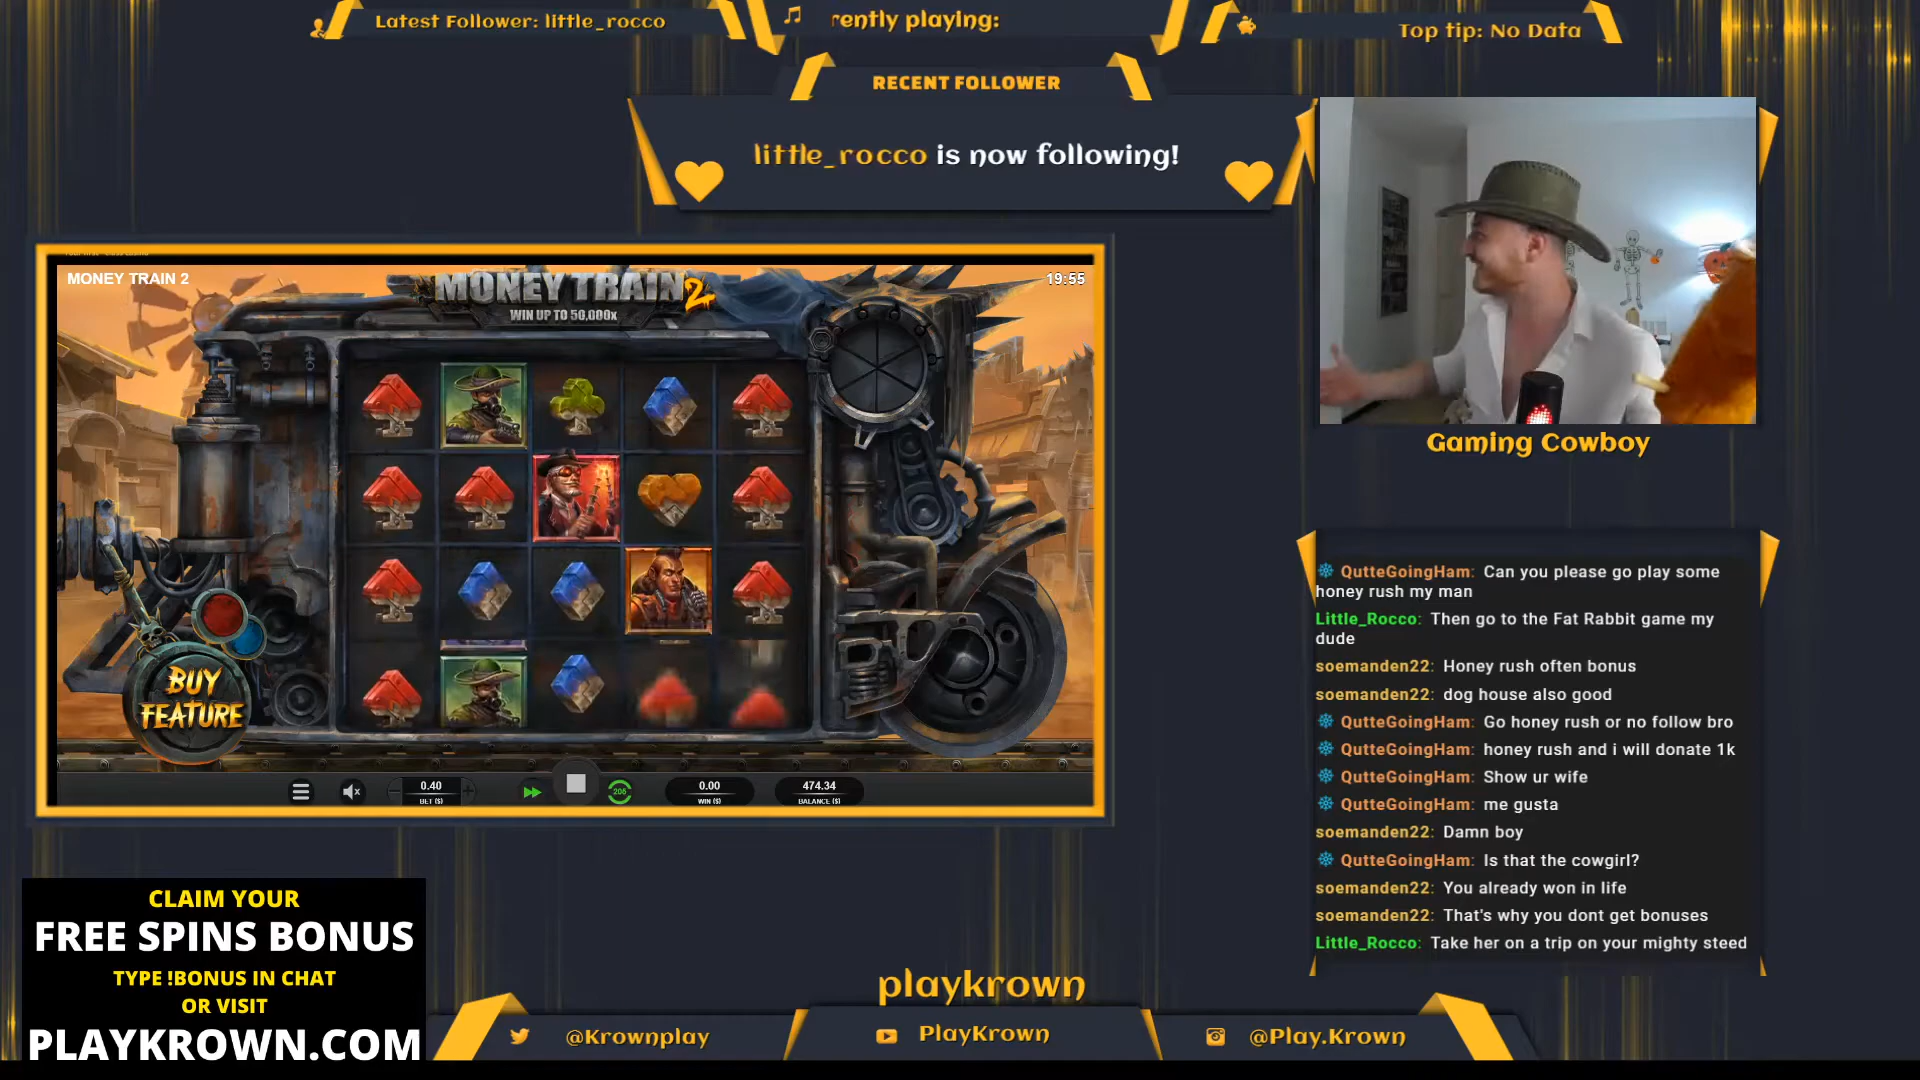 Latest Follower: little_rocco
rently playing:
Top tip: No Data
RECENT FOLLOWER
little_rocco is now following!
MONEY TRAIN 2
19:55
MONEY TRAIN 2
WIN UP TO 50,000x
BUY
FEATURE
0.40
BET ($)
206
0.00
WIN ($)
474.34
BALANCE ($)
Gaming Cowboy
QutteGoingHam: Can you please go play some
honey rush my man
Little_Rocco: Then go to the Fat Rabbit game my
dude
soemanden22: Honey rush often bonus
soemanden22: dog house also good
QutteGoingHam: Go honey rush or no follow bro
QutteGoingHam: honey rush and i will donate 1k
QutteGoingHam: Show ur wife
QutteGoingHam: me gusta
soemanden22: Damn boy
QutteGoingHam: Is that the cowgirl?
soemanden22: You already won in life
soemanden22: That's why you dont get bonuses
Little_Rocco: Take her on a trip on your mighty steed
CLAIM YOUR
FREE SPINS BONUS
TYPE !BONUS IN CHAT
OR VISIT
PLAYKROWN.COM
playkrown
@Krownplay
PlayKrown
@Play.Krown